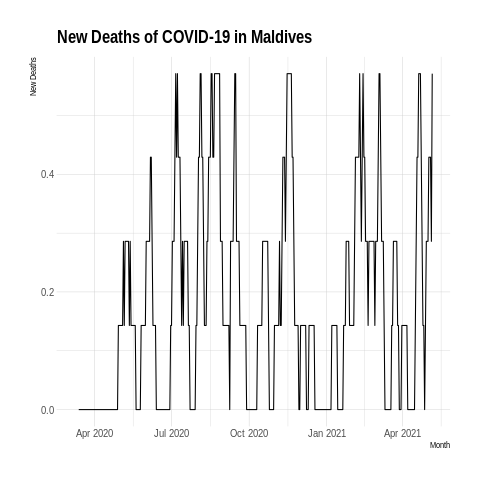 New Deaths of COVID-19 in Maldives
New Deaths
0.4
0.2
0.0
Apr 2020 Jul 2020 Oct 2020 Jan 2021 Apr 2021
Month